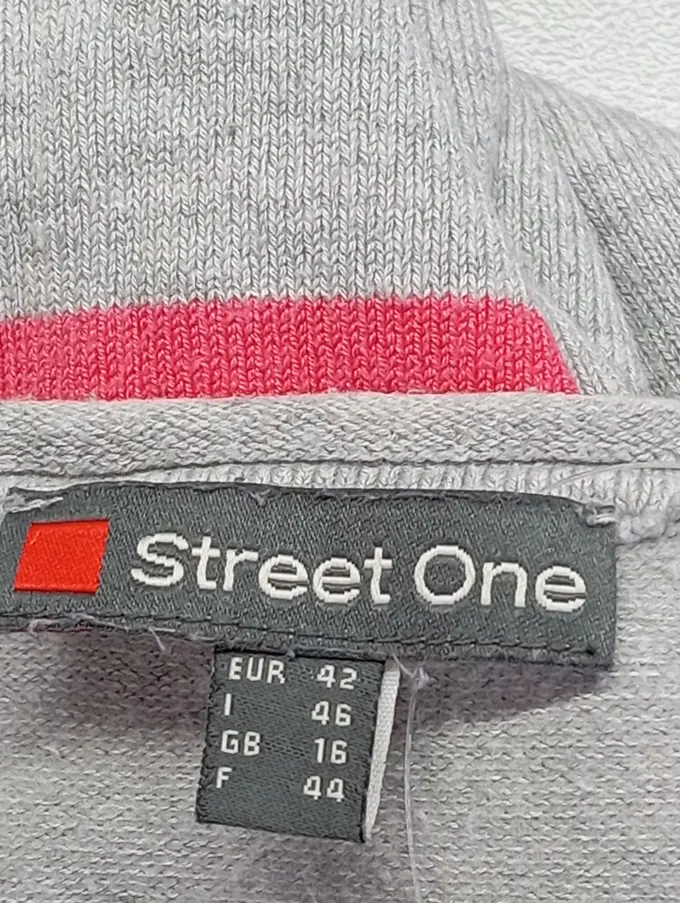 Street One
EUR 42
I 46
GB 16
F 44